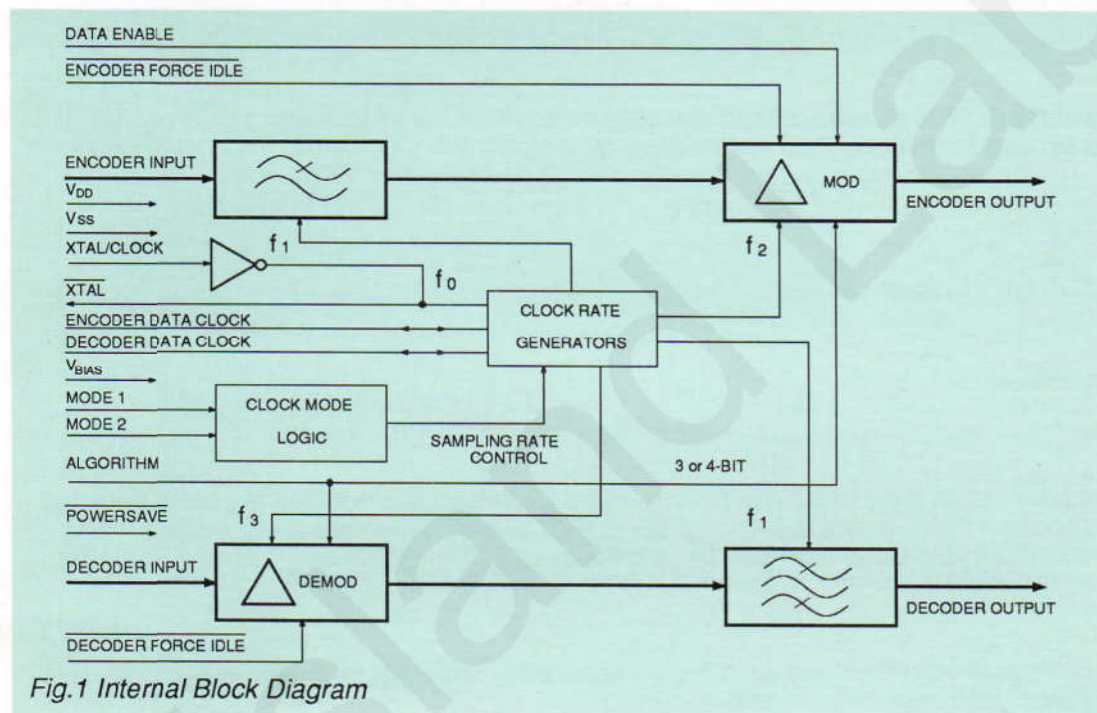 DATA ENABLE
ENCODER FORCE IDLE
ENCODER INPUT
MOD
ENCODER OUTPUT
VDD
VSS
XTAL/CLOCK
f1
f0
f2
XTAL
CLOCK RATE
GENERATORS
ENCODER DATA CLOCK
DECODER DATA CLOCK
VBIAS
MODE 1
MODE 2
CLOCK MODE
LOGIC
SAMPLING RATE
CONTROL
ALGORITHM
3 or 4-BIT
POWERSAVE
f3
f1
DECODER INPUT
DEMOD
DECODER OUTPUT
DECODER FORCE IDLE
Fig.1 Internal Block Diagram